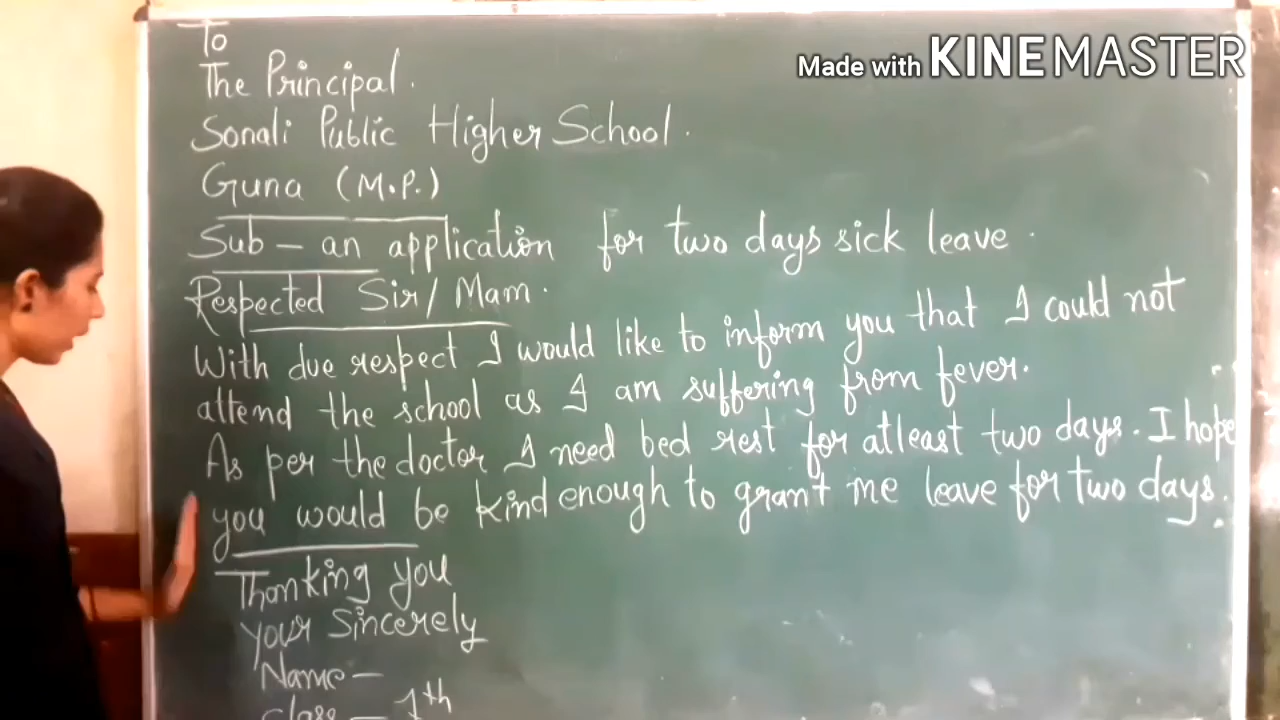 To
The Principal.
Made with KINEMASTER
Sonali Public Higher School.
Guna (M.P.)
Sub - an application for two days sick leave.
Respected Sir/Mam.
With due respect I would like to inform you that I could not
attend the school as I am suffering from fever.
As per the doctor I need bed rest for atleast two days. I hope
you would be kind enough to grant me leave for two days.
Thanking you
your sincerely
Name -
Class - 7th